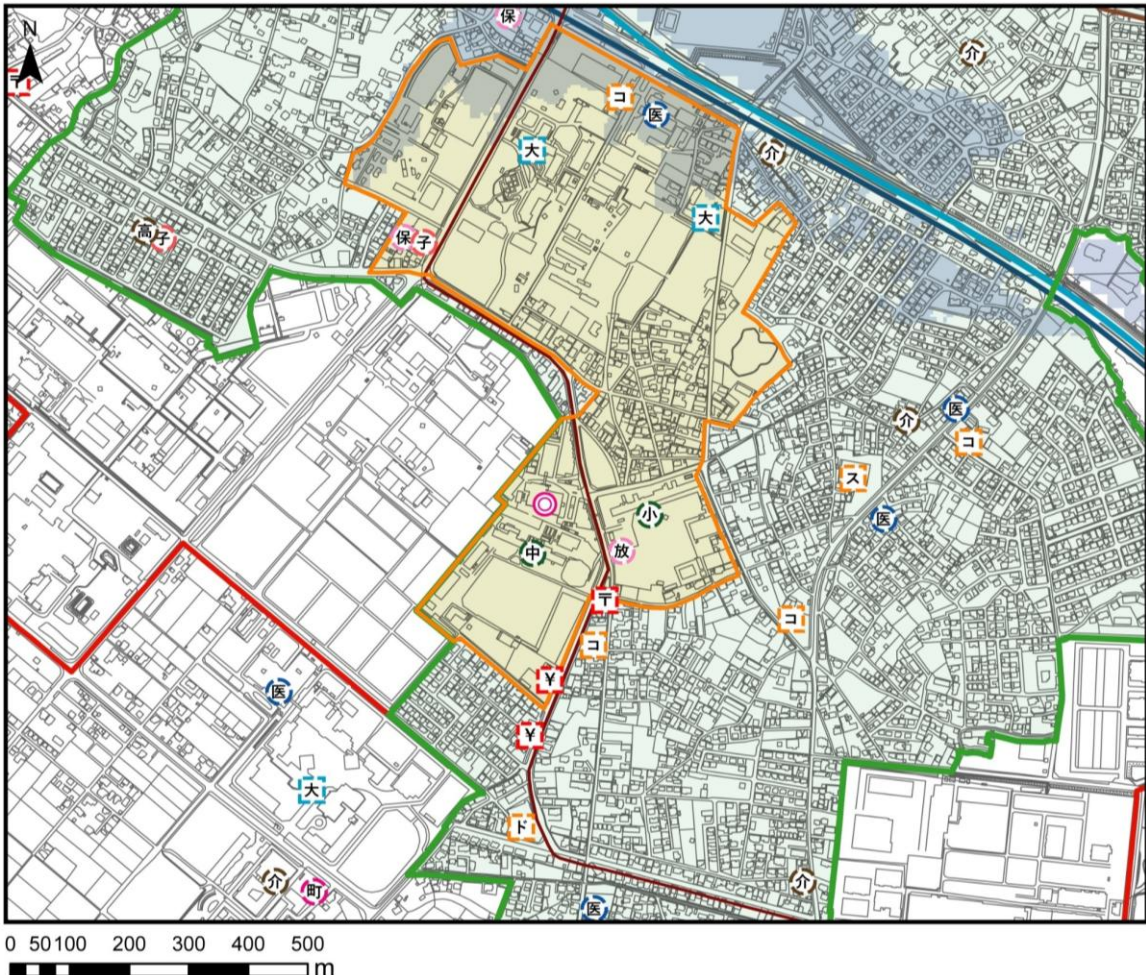 保
N
〒
介
コ
医
大
介
大
保
子
高
子
介
医
コ
ス
小
医
◎
中
放
〒
コ
コ
¥
医
¥
大
ド
介
町
介
医
0 50 100 200 300 400 500
m